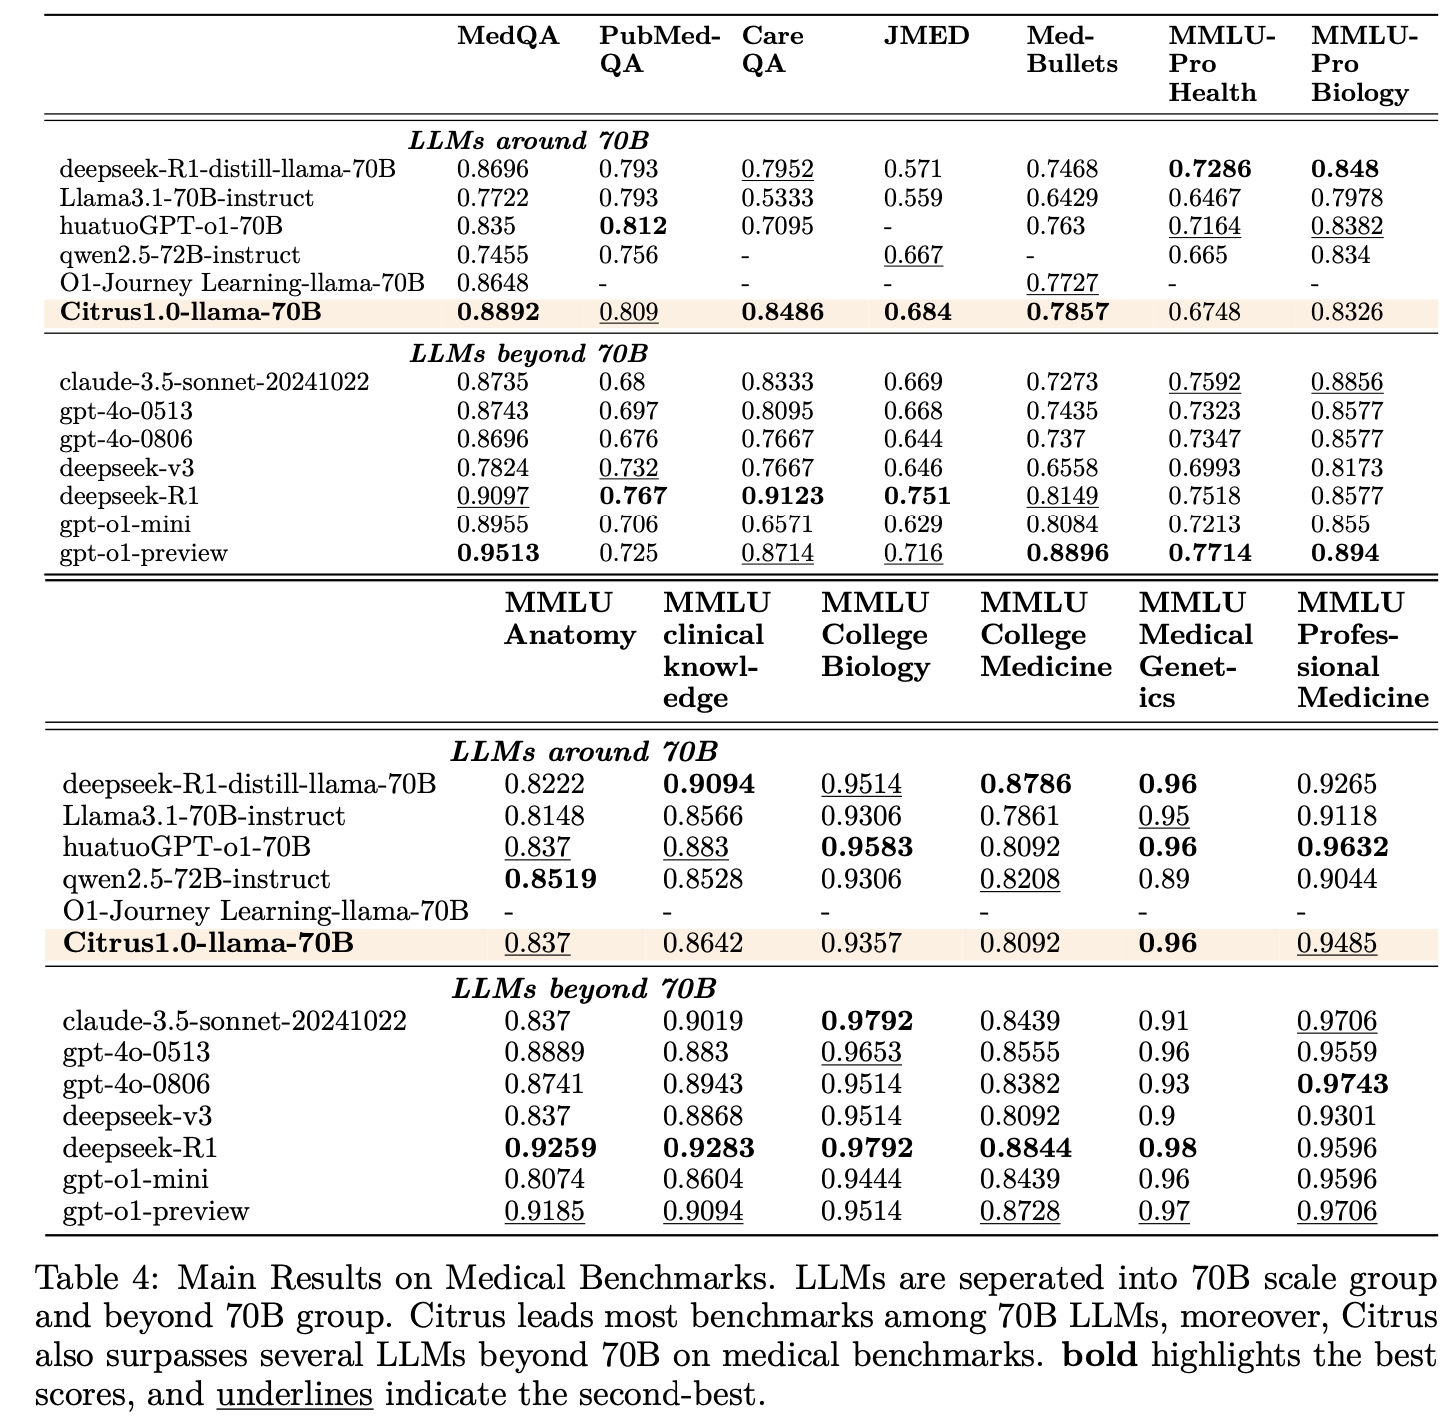 MedQA PubMed- Care JMED Med- MMLU- MMLU-
QA QA Bullets Pro Pro
Health Biology
LLMs around 70B
deepseek-R1-distill-llama-70B 0.8696 0.793 0.7952 0.571 0.7468 0.7286 0.848
Llama3.1-70B-instruct 0.7722 0.793 0.5333 0.559 0.6429 0.6467 0.7978
huatuoGPT-o1-70B 0.835 0.812 0.7095 - 0.763 0.7164 0.8382
qwen2.5-72B-instruct 0.7455 0.756 - 0.667 - 0.665 0.834
O1-Journey Learning-llama-70B 0.8648 - - - 0.7727 - -
Citrus1.0-llama-70B 0.8892 0.809 0.8486 0.684 0.7857 0.6748 0.8326
LLMs beyond 70B
claude-3.5-sonnet-20241022 0.8735 0.68 0.8333 0.669 0.7273 0.7592 0.8856
gpt-4o-0513 0.8743 0.697 0.8095 0.668 0.7435 0.7323 0.8577
gpt-4o-0806 0.8696 0.676 0.7667 0.644 0.737 0.7347 0.8577
deepseek-v3 0.7824 0.732 0.7667 0.646 0.6558 0.6993 0.8173
deepseek-R1 0.9097 0.767 0.9123 0.751 0.8149 0.7518 0.8577
gpt-o1-mini 0.8955 0.706 0.6571 0.629 0.8084 0.7213 0.855
gpt-o1-preview 0.9513 0.725 0.8714 0.716 0.8896 0.7714 0.894
MMLU MMLU MMLU MMLU MMLU MMLU
Anatomy clinical College College Medical Profes-
knowl- Biology Medicine Genet- sional
edge ics Medicine
LLMs around 70B
deepseek-R1-distill-llama-70B 0.8222 0.9094 0.9514 0.8786 0.96 0.9265
Llama3.1-70B-instruct 0.8148 0.8566 0.9306 0.7861 0.95 0.9118
huatuoGPT-o1-70B 0.837 0.883 0.9583 0.8092 0.96 0.9632
qwen2.5-72B-instruct 0.8519 0.8528 0.9306 0.8208 0.89 0.9044
O1-Journey Learning-llama-70B - - - - - -
Citrus1.0-llama-70B 0.837 0.8642 0.9357 0.8092 0.96 0.9485
LLMs beyond 70B
claude-3.5-sonnet-20241022 0.837 0.9019 0.9792 0.8439 0.91 0.9706
gpt-4o-0513 0.8889 0.883 0.9653 0.8555 0.96 0.9559
gpt-4o-0806 0.8741 0.8943 0.9514 0.8382 0.93 0.9743
deepseek-v3 0.837 0.8868 0.9514 0.8092 0.9 0.9301
deepseek-R1 0.9259 0.9283 0.9792 0.8844 0.98 0.9596
gpt-o1-mini 0.8074 0.8604 0.9444 0.8439 0.96 0.9596
gpt-o1-preview 0.9185 0.9094 0.9514 0.8728 0.97 0.9706
Table 4: Main Results on Medical Benchmarks. LLMs are seperated into 70B scale group
and beyond 70B group. Citrus leads most benchmarks among 70B LLMs, moreover, Citrus
also surpasses several LLMs beyond 70B on medical benchmarks. bold highlights the best
scores, and underlines indicate the second-best.